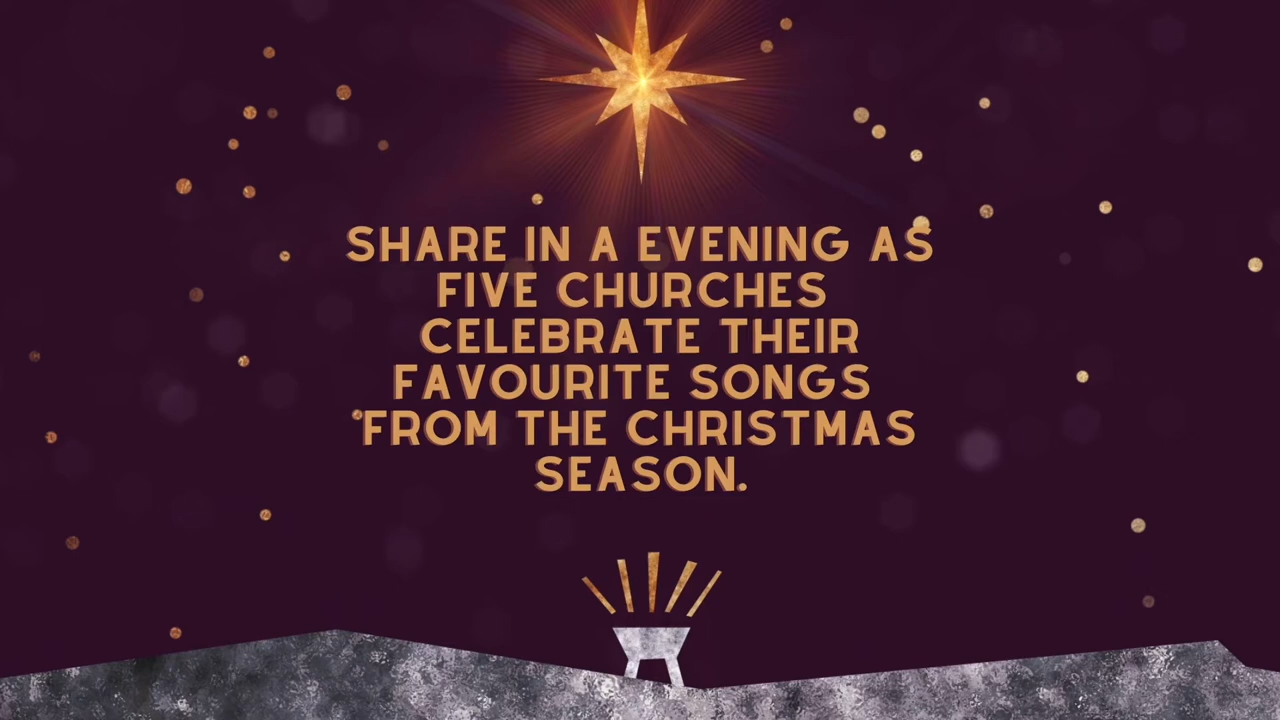 SHARE IN A EVENING AS
FIVE CHURCHES
CELEBRATE THEIR
FAVOURITE SONGS
FROM THE CHRISTMAS
SEASON.